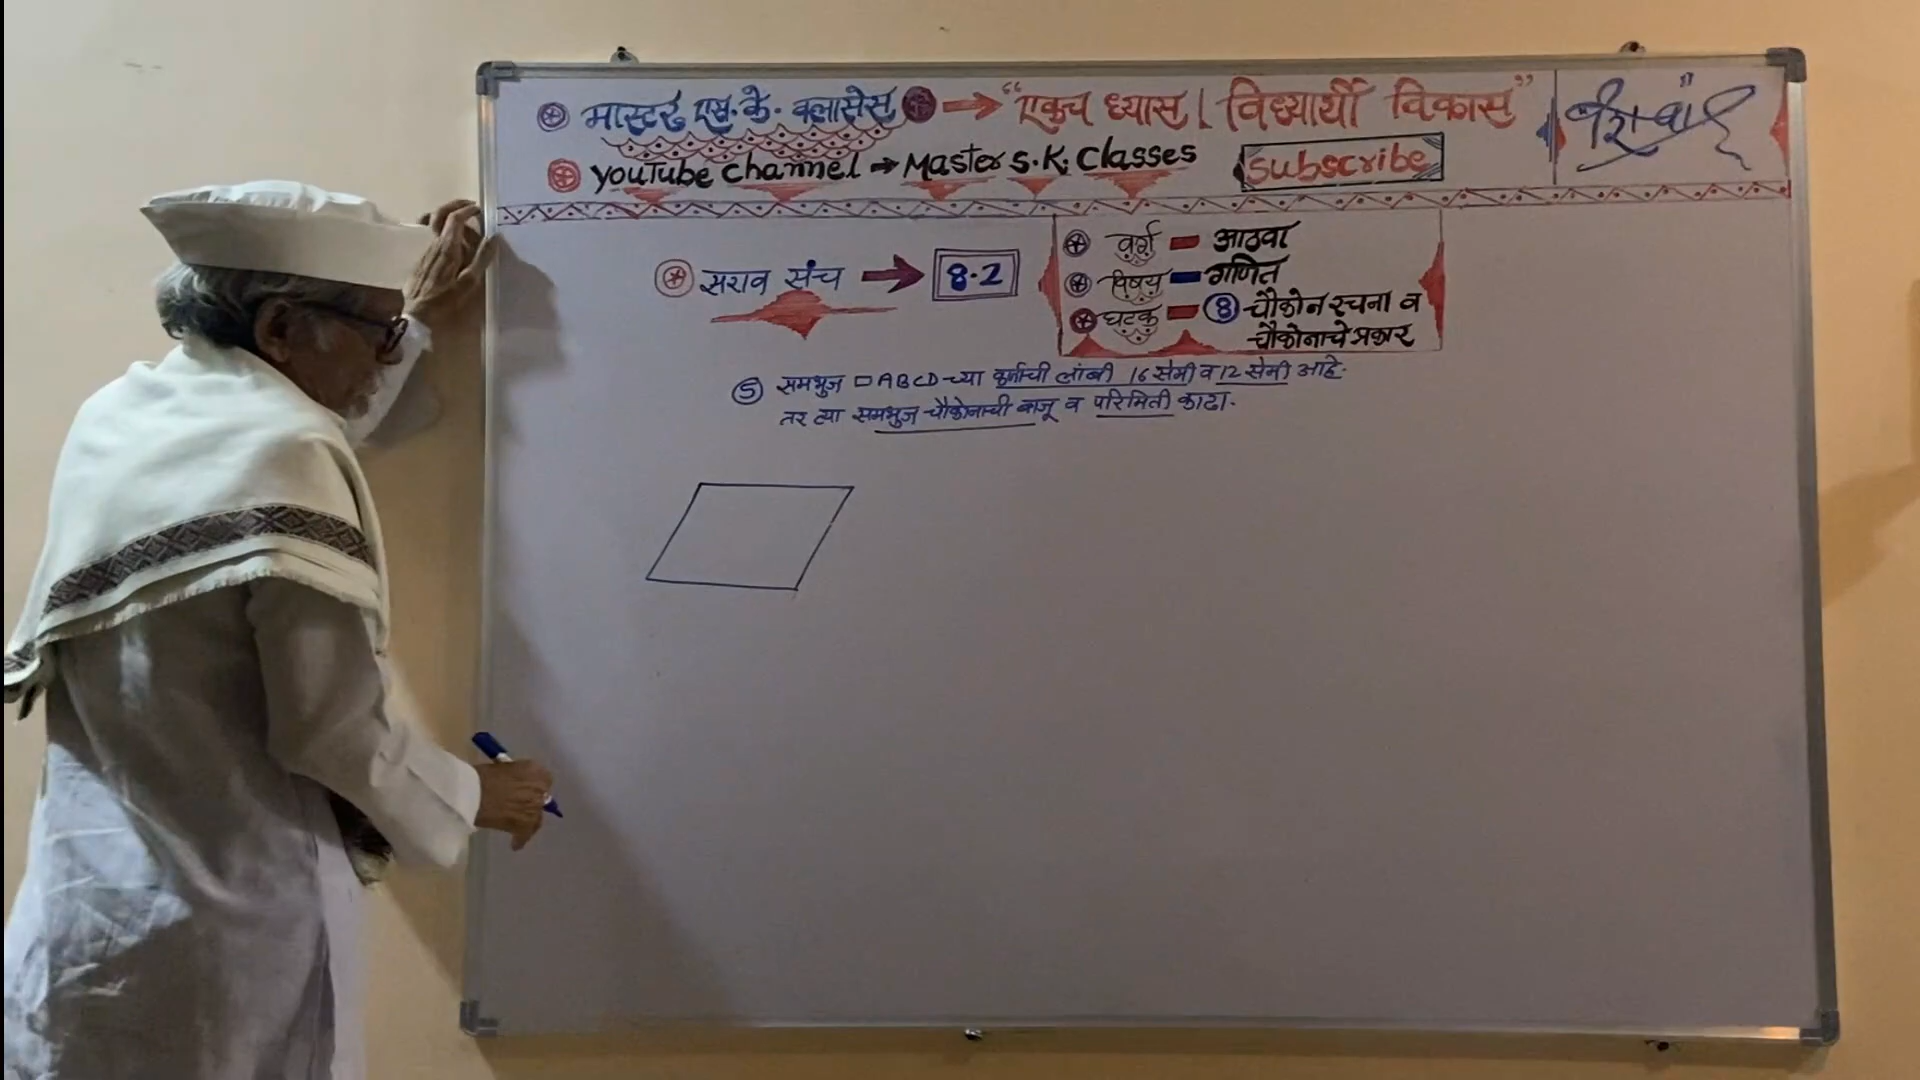 मास्टर एस.के. क्लासेस → "एकच ध्यास। विध्यार्थी विकास"
YouTube channel → Master S.K. Classes Subscribe
सराव संच → 8.2
वर्ग - आठवा
विषय - गणित
घटक - 8 चौकोन रचना व
चौकोनाचे प्रकार
5 समभुज □ABCD च्या कर्णाची लांबी 16 सेमी व 12 सेमी आहे.
तर त्या समभुज चौकोनाची बाजू व परिमिती काढा.